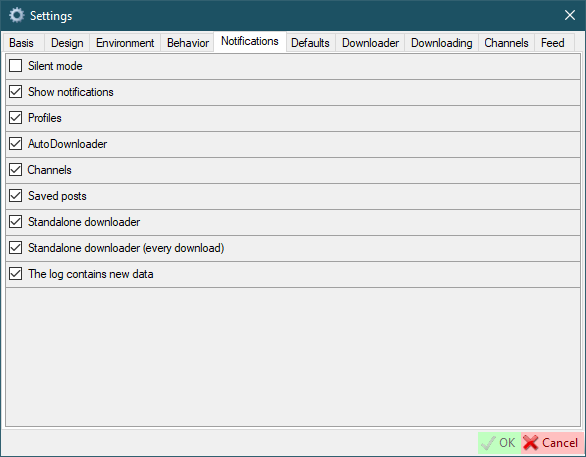 Settings
Basis Design Environment Behavior Notifications Defaults Downloader Downloading Channels Feed
Silent mode
Show notifications
Profiles
AutoDownloader
Channels
Saved posts
Standalone downloader
Standalone downloader (every download)
The log contains new data
OK Cancel